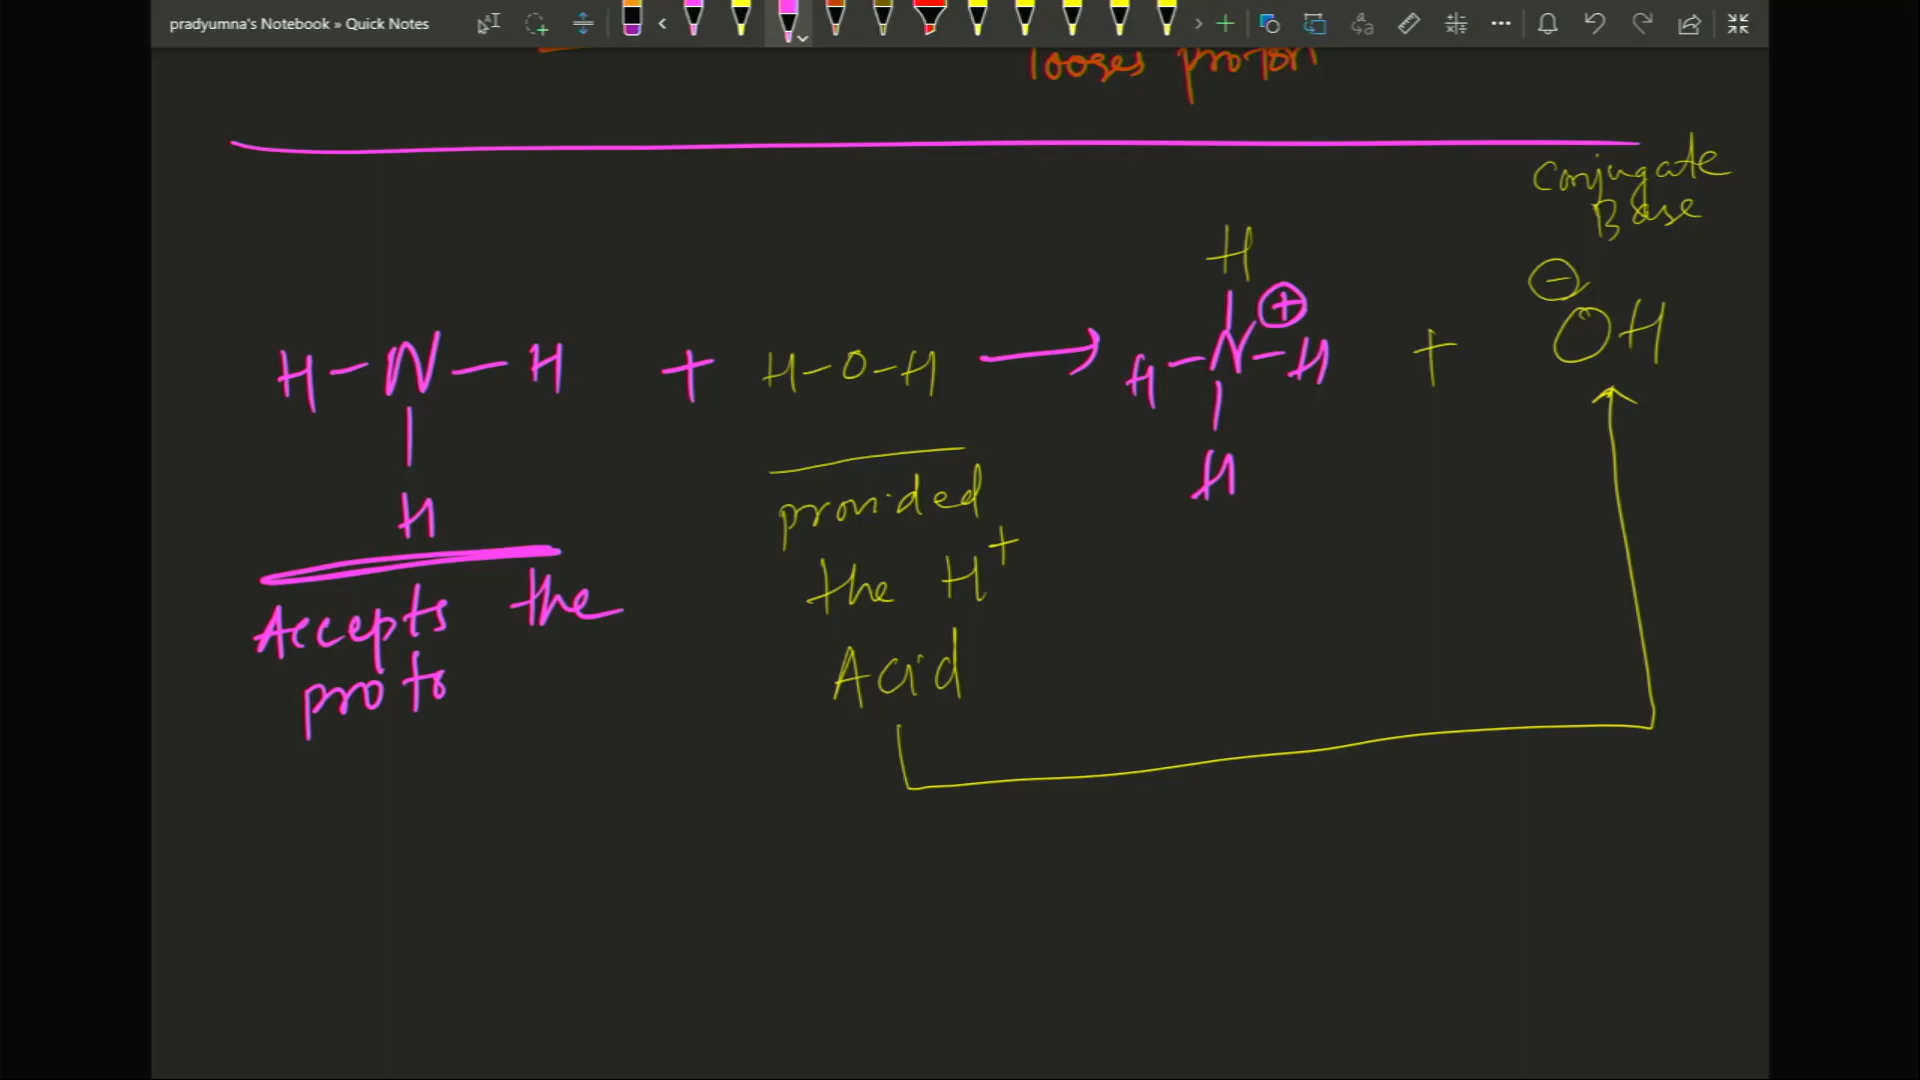 pradyumna's Notebook » Quick Notes
looses proton
Conjugate
Base
H
H-N-H + H-O-H → H-N-H ⊕ + ⊖ OH
H
H
provided
the H+
Acid
Accepts the
proto